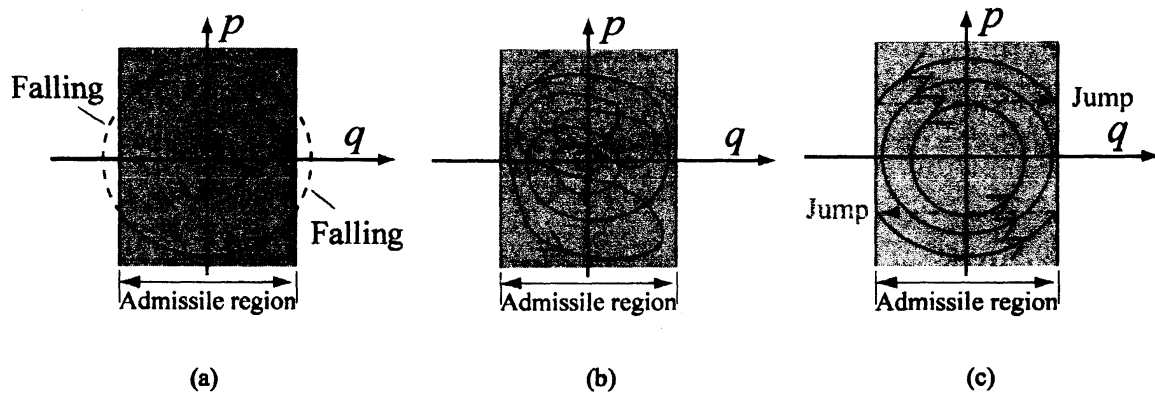 p
Falling
q
Falling
Admissile region
(a)
p
q
Admissile region
(b)
p
Jump
q
Jump
Admissile region
(c)